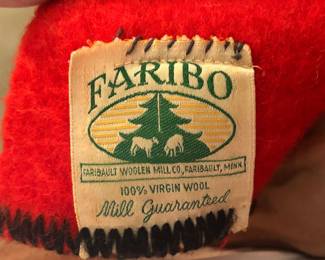 FARIBO
FARIBAULT WOOLEN MILL CO., FARIBAULT, MINN.
100% VIRGIN WOOL
Mill Guaranteed